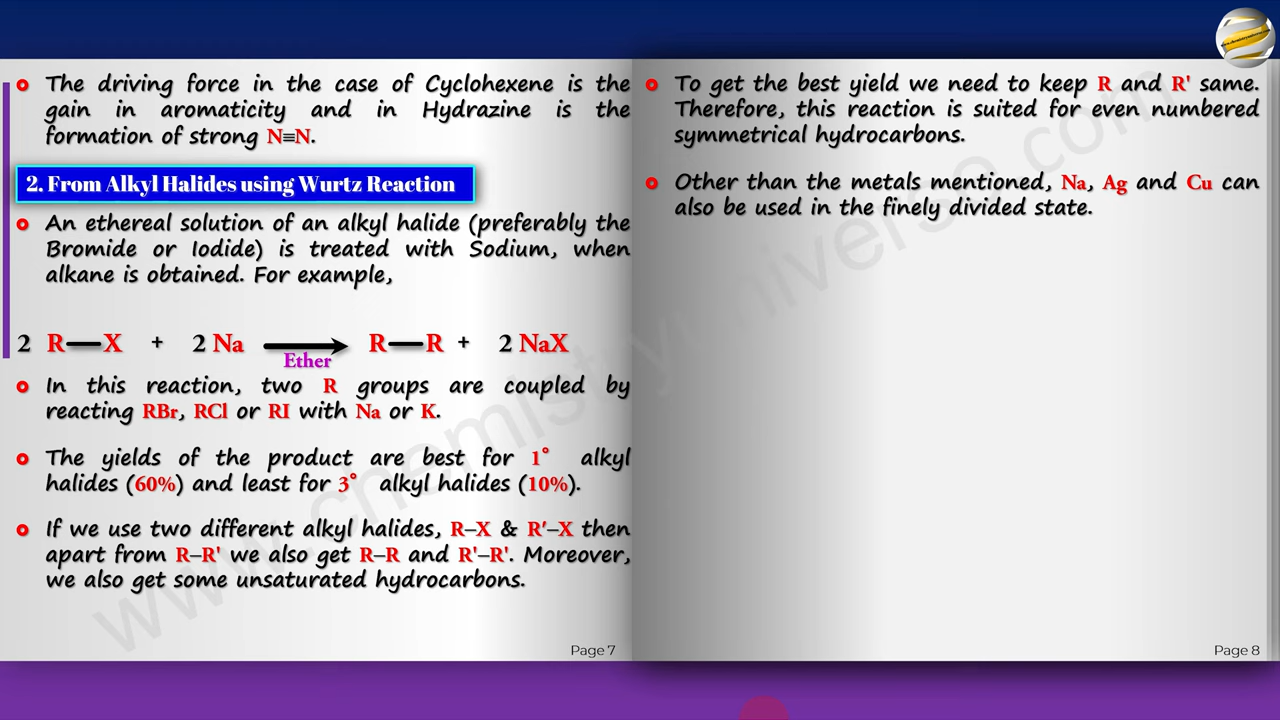 The driving force in the case of Cyclohexene is the
gain in aromaticity and in Hydrazine is the
formation of strong N≡N.
2. From Alkyl Halides using Wurtz Reaction
An ethereal solution of an alkyl halide (preferably the
Bromide or Iodide) is treated with Sodium, when
alkane is obtained. For example,
2 R—X + 2 Na Ether R—R + 2 NaX
In this reaction, two R groups are coupled by
reacting RBr, RCl or RI with Na or K.
The yields of the product are best for 1° alkyl
halides (60%) and least for 3° alkyl halides (10%).
If we use two different alkyl halides, R–X & R'–X then
apart from R–R' we also get R–R and R'–R'. Moreover,
we also get some unsaturated hydrocarbons.
Page 7
To get the best yield we need to keep R and R' same.
Therefore, this reaction is suited for even numbered
symmetrical hydrocarbons.
Other than the metals mentioned, Na, Ag and Cu can
also be used in the finely divided state.
Page 8
www.chemistryuniverse.com